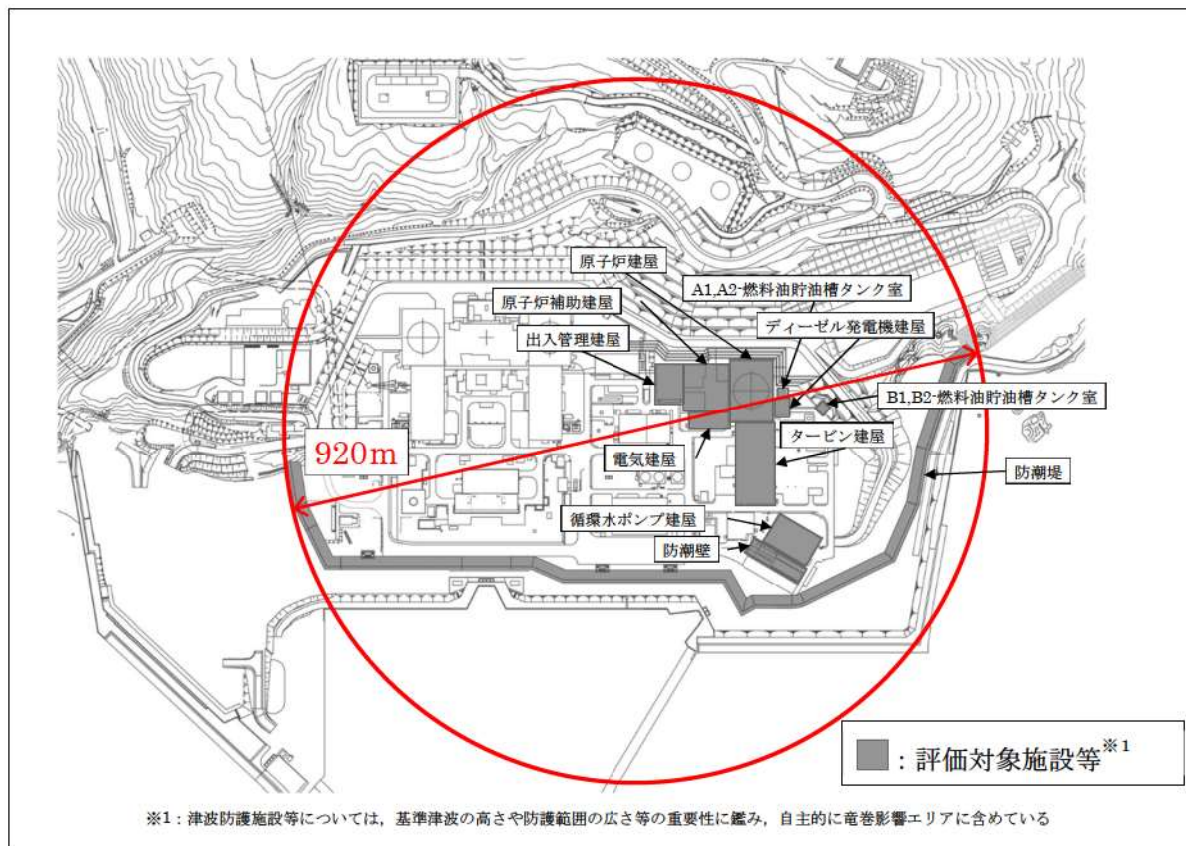 原子炉建屋
A1,A2-燃料油貯油槽タンク室
原子炉補助建屋
ディーゼル発電機建屋
出入管理建屋
B1,B2-燃料油貯油槽タンク室
タービン建屋
920m
電気建屋
防潮堤
循環水ポンプ建屋
防潮壁
：評価対象施設等※1
※1：津波防護施設等については，基準津波の高さや防護範囲の広さ等の重要性に鑑み，自主的に竜巻影響エリアに含めている